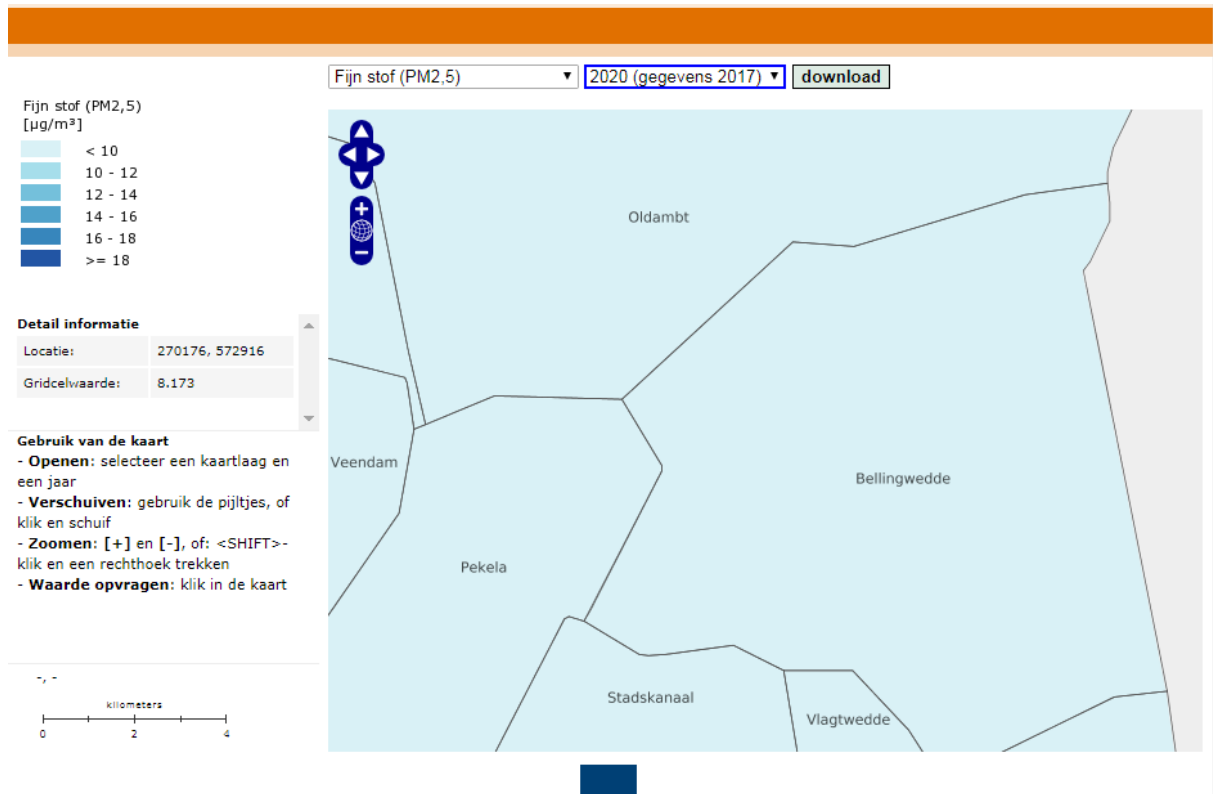 Fijn stof (PM2,5) 2020 (gegevens 2017) download
Fijn stof (PM2,5)
[µg/m³]
< 10
10 - 12
12 - 14
14 - 16
16 - 18
>= 18
Detail informatie
Locatie: 270176, 572916
Gridcelwaarde: 8.173
Gebruik van de kaart
- Openen: selecteer een kaartlaag en
een jaar
- Verschuiven: gebruik de pijltjes, of
klik en schuif
- Zoomen: [+] en [-], of: <SHIFT>-
klik en een rechthoek trekken
- Waarde opvragen: klik in de kaart
-, -
kilometers
0 2 4
Oldambt
Veendam
Bellingwedde
Pekela
Stadskanaal
Vlagtwedde